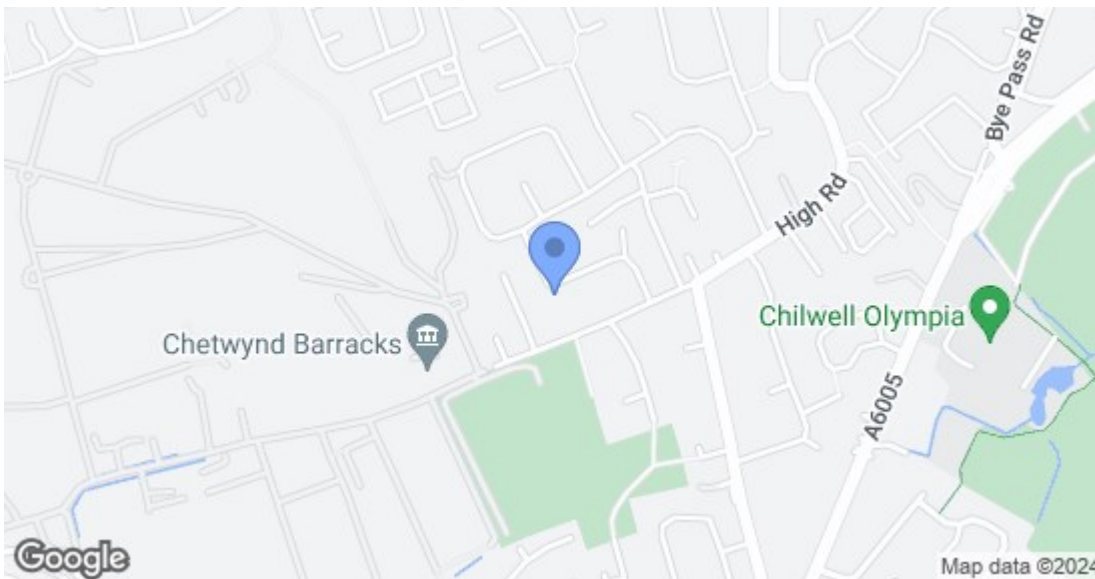 Bye Pass Rd
High Rd
Chilwell Olympia
Chetwynd Barracks
A6005
Google
Map data ©2024